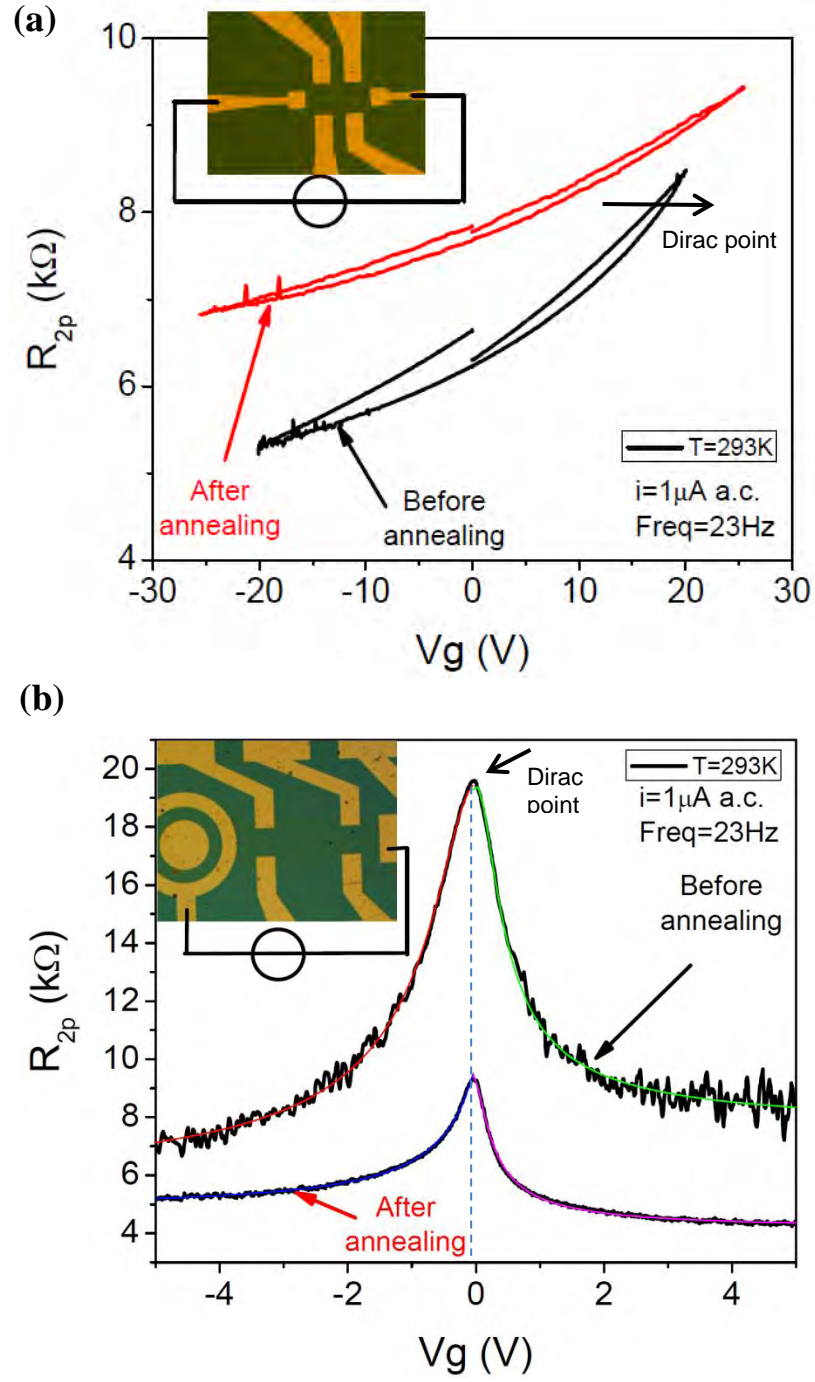 (a)
10
8
6
4
R2p (kΩ)
Dirac point
After
annealing
Before
annealing
T=293K
i=1μA a.c.
Freq=23Hz
-30 -20 -10 0 10 20 30
Vg (V)
(b)
21
20
19
18
16
14
12
10
8
6
4
R2p (kΩ)
Dirac
point
T=293K
i=1μA a.c.
Freq=23Hz
Before
annealing
After
annealing
-4 -2 0 2 4
Vg (V)